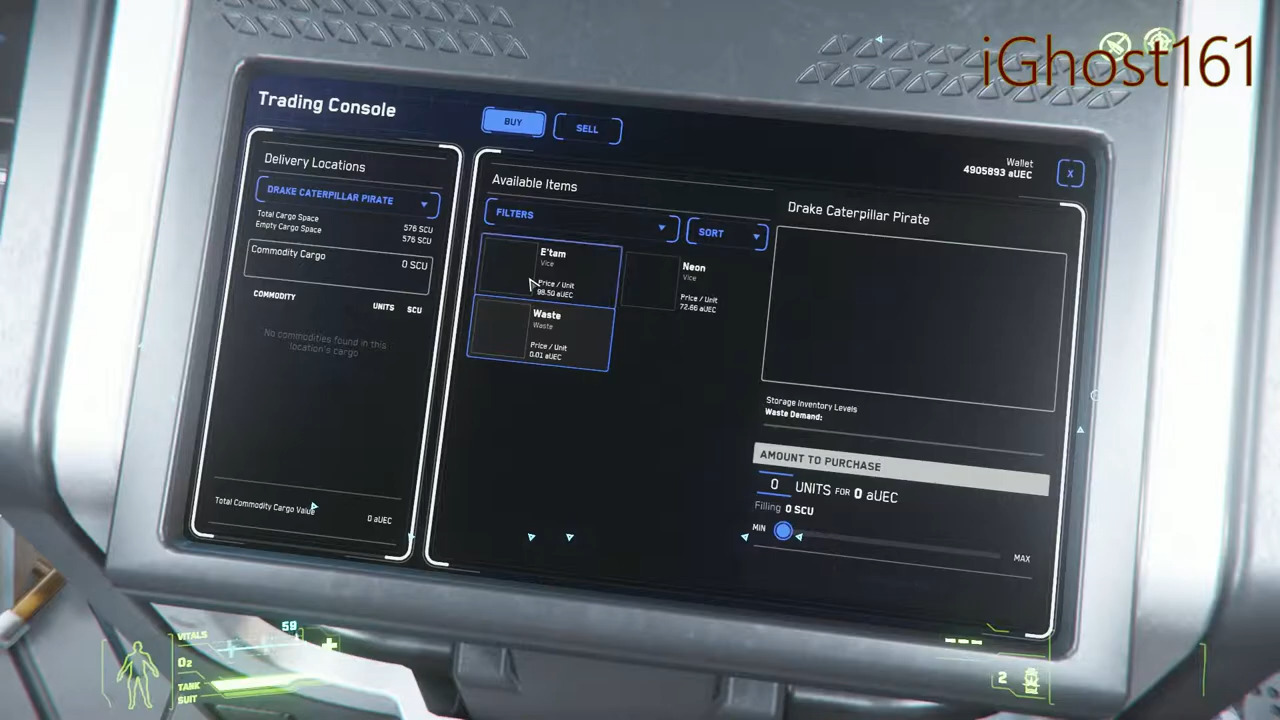 iGhost161
Trading Console
BUY
SELL
Wallet
4905893 aUEC
X
Delivery Locations
DRAKE CATERPILLAR PIRATE
Total Cargo Space 576 SCU
Empty Cargo Space 576 SCU
Commodity Cargo 0 SCU
COMMODITY UNITS SCU
No commodities found in this
location's cargo
Total Commodity Cargo Value 0 aUEC
Available Items
FILTERS
SORT
E'tam
Vice
Price / Unit
98.50 aUEC
Neon
Vice
Price / Unit
72.66 aUEC
Waste
Waste
Price / Unit
0.01 aUEC
Drake Caterpillar Pirate
Storage Inventory Levels
Waste Demand:
AMOUNT TO PURCHASE
0 UNITS FOR 0 aUEC
Filling 0 SCU
MIN
MAX
VITALS
59
O2
TANK
SUIT
2